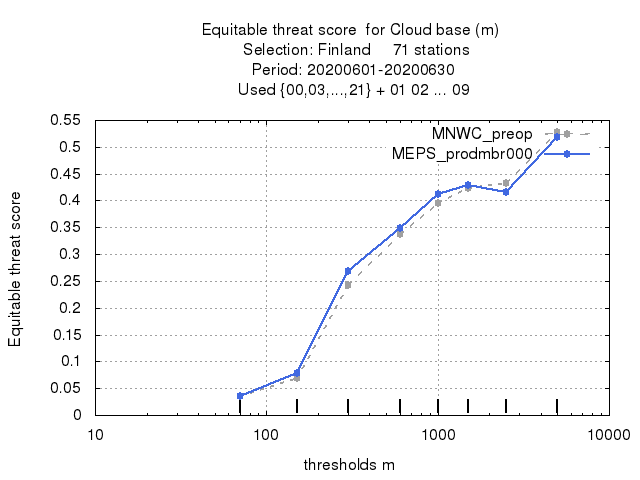 Equitable threat score  for Cloud base (m)
Selection: Finland     71 stations
Period: 20200601-20200630
Used {00,03,...,21} + 01 02 ... 09
MNWC_preop
MEPS_prodmbr000
Equitable threat score
0.55
0.5
0.45
0.4
0.35
0.3
0.25
0.2
0.15
0.1
0.05
0
10 100 1000 10000
thresholds m